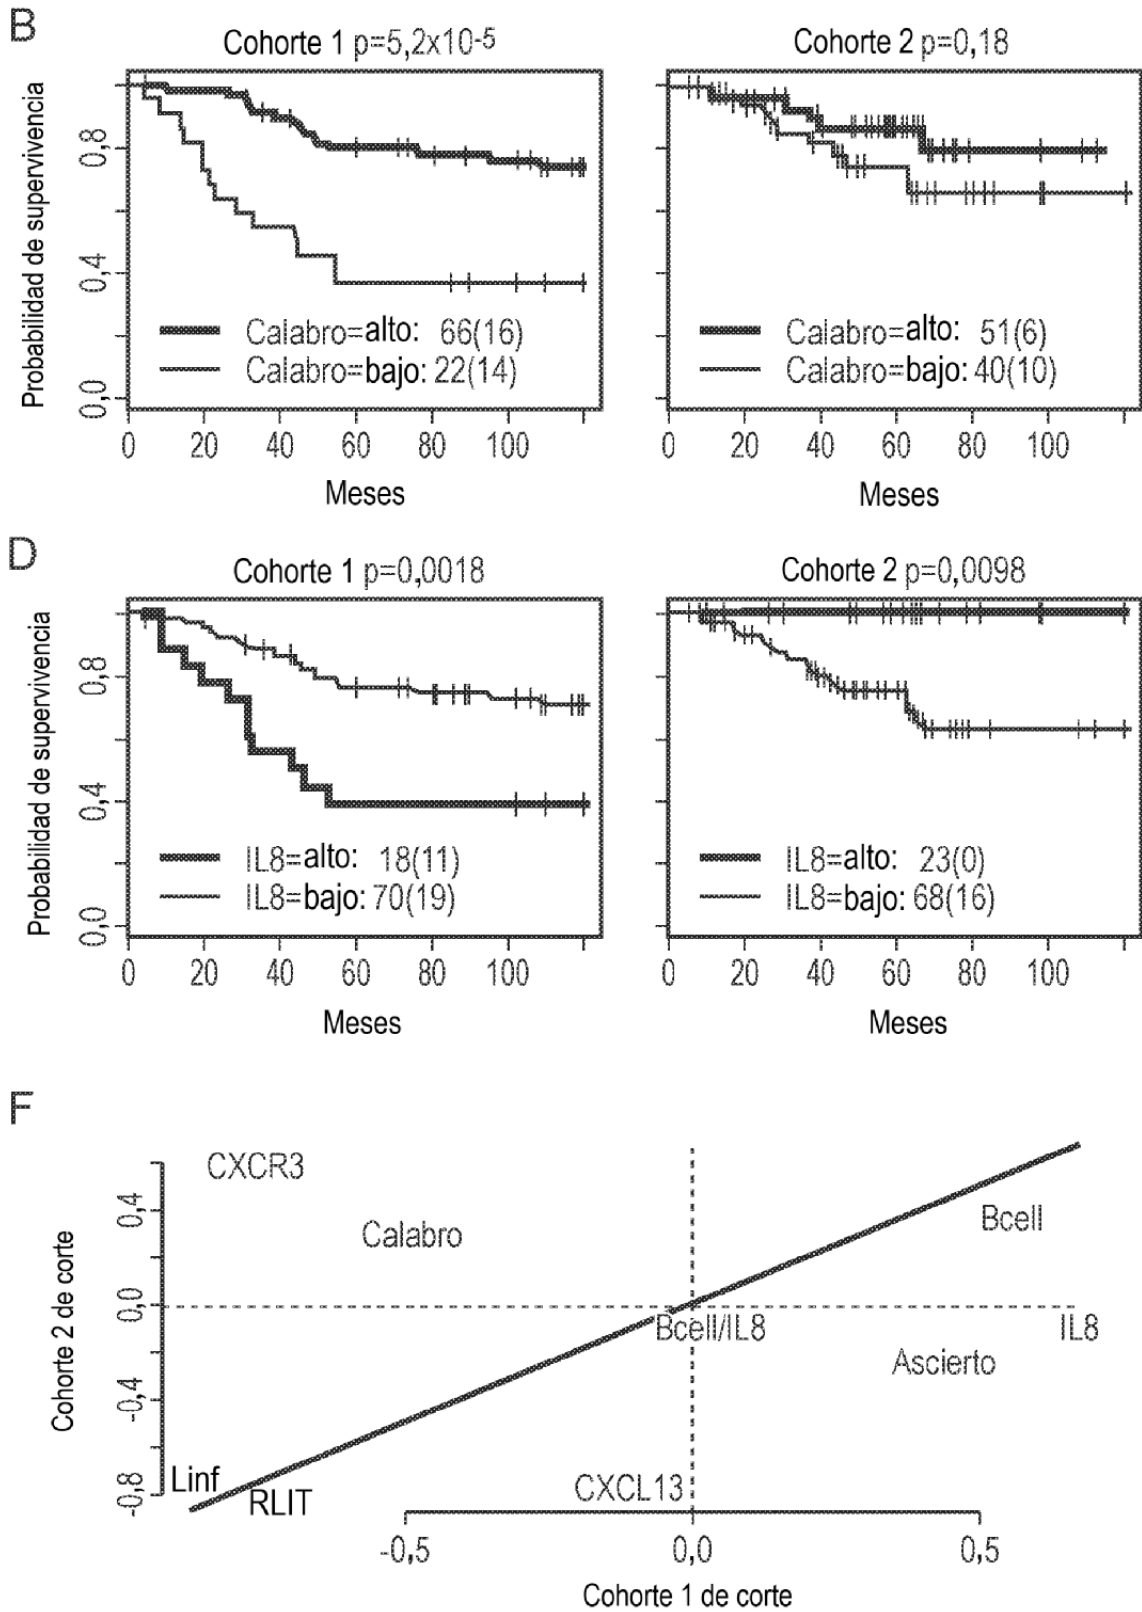 B
Cohorte 1 p=5,2x10-5
Cohorte 2 p=0,18
Probabilidad de supervivencia
0,8
0,4
0,0
Calabro=alto: 66(16)
Calabro=bajo: 22(14)
Calabro=alto: 51(6)
Calabro=bajo: 40(10)
0 20 40 60 80 100
0 20 40 60 80 100
Meses
Meses
D
Cohorte 1 p=0,0018
Cohorte 2 p=0,0098
Probabilidad de supervivencia
0,8
0,4
0,0
IL8=alto: 18(11)
IL8=bajo: 70(19)
IL8=alto: 23(0)
IL8=bajo: 68(16)
0 20 40 60 80 100
0 20 40 60 80 100
Meses
Meses
F
Cohorte 2 de corte
0,4
0,0
-0,4
-0,8
CXCR3
Calabro
Bcell
Bcell/IL8
IL8
Ascierto
Linf
RLIT
CXCL13
-0,5 0,0 0,5
Cohorte 1 de corte